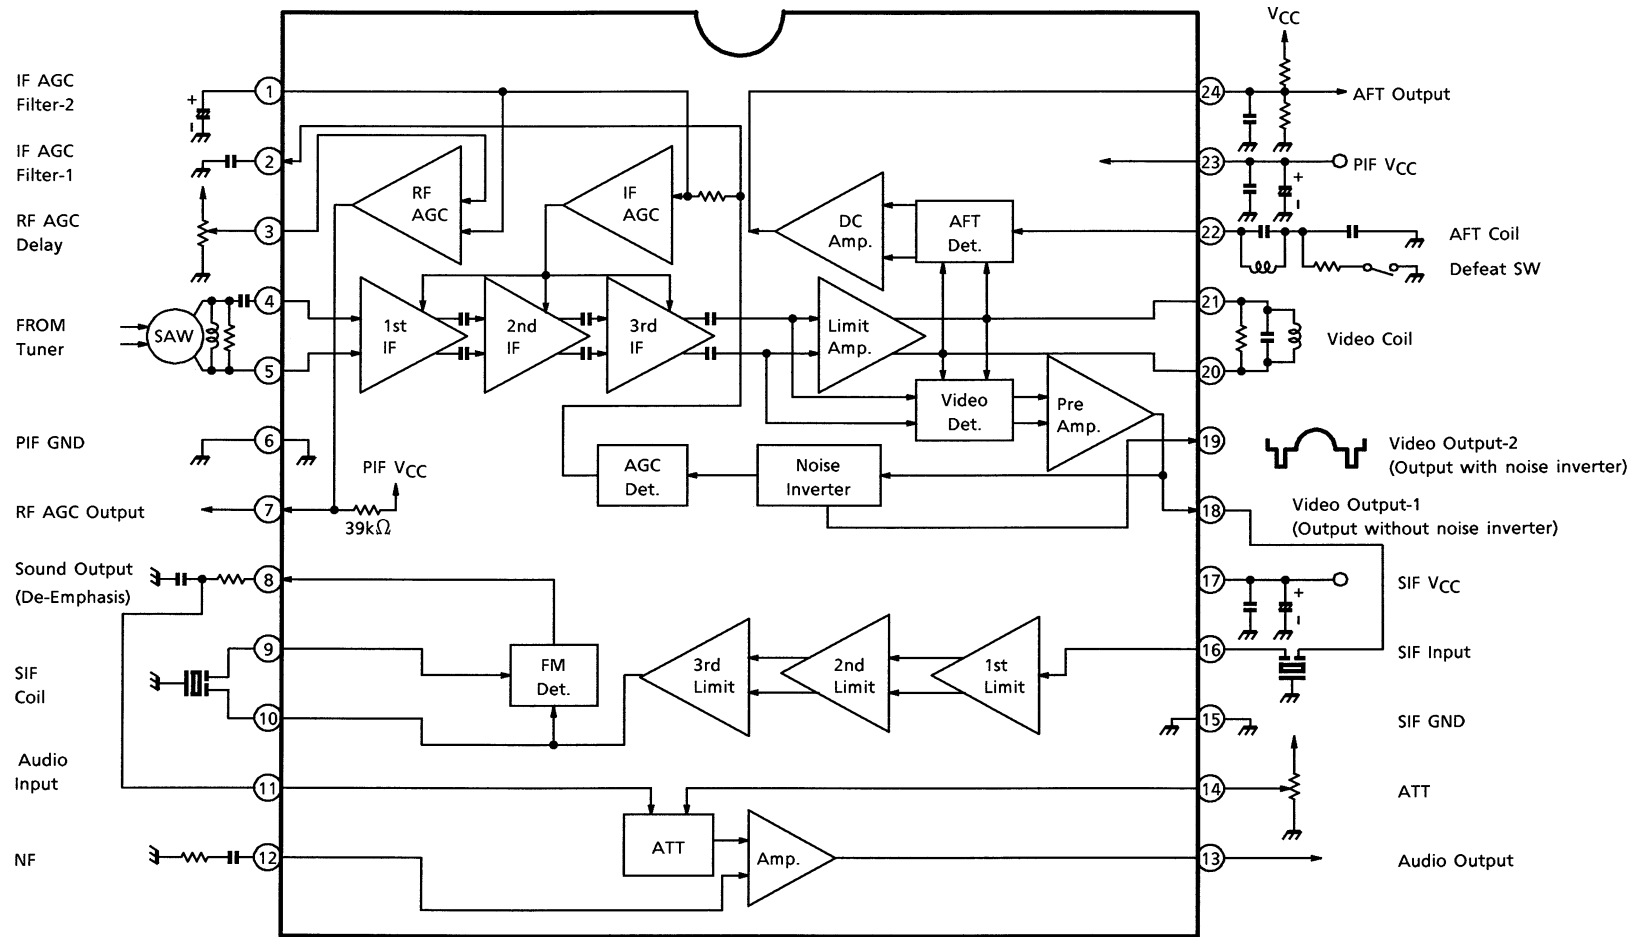 IF AGC
Filter-2
IF AGC
Filter-1
RF AGC
Delay
FROM
Tuner
SAW
PIF GND
RF AGC Output
Sound Output
(De-Emphasis)
SIF
Coil
Audio
Input
NF
+
-
1
2
3
4
5
6
7
8
9
10
11
12
RF
AGC
IF
AGC
1st
IF
2nd
IF
3rd
IF
PIF VCC
39kΩ
DC
Amp.
AFT
Det.
Limit
Amp.
Video
Det.
Pre
Amp.
AGC
Det.
Noise
Inverter
FM
Det.
3rd
Limit
2nd
Limit
1st
Limit
ATT
Amp.
24
23
22
21
20
19
18
17
16
15
14
13
VCC
AFT Output
PIF VCC
+
-
AFT Coil
Defeat SW
Video Coil
Video Output-2
(Output with noise inverter)
Video Output-1
(Output without noise inverter)
SIF VCC
+
-
SIF Input
SIF GND
ATT
Audio Output